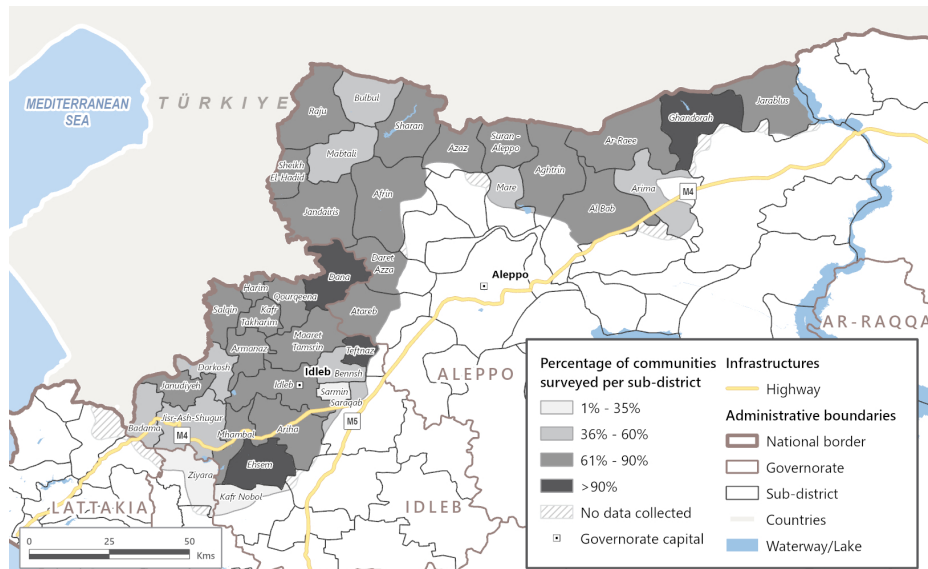 MEDITERRANEAN
SEA
TÜRKIYE
Raju
Bulbul
Sharan
Mabtali
Sheikh
El-Hadid
Jandairis
Afrin
Azaz
Suran -
Aleppo
Mare
Aghtrin
Ar-Raee
Ghandorah
Jarablus
Arima
Al Bab
M4
Dana
Daret
Azza
Atareb
Aleppo
Harim
Qourqeena
Salqin
Kafr
Takharim
Armanaz
Maaret
Tamsrin
Teftnaz
Darkosh
Idleb
Bennsh
Janudiyeh
Idleb
Sarmin
Saraqab
Jisr-Ash-Shugur
Badama
M4
Mhambal
Ariha
M5
Ziyara
Ehsem
Kafr Nobol
ALEPPO
AR-RAQQA
IDLEB
LATTAKIA
0 25 50
Kms
Percentage of communities
surveyed per sub-district
1% - 35%
36% - 60%
61% - 90%
>90%
No data collected
Governorate capital
Infrastructures
Highway
Administrative boundaries
National border
Governorate
Sub-district
Countries
Waterway/Lake